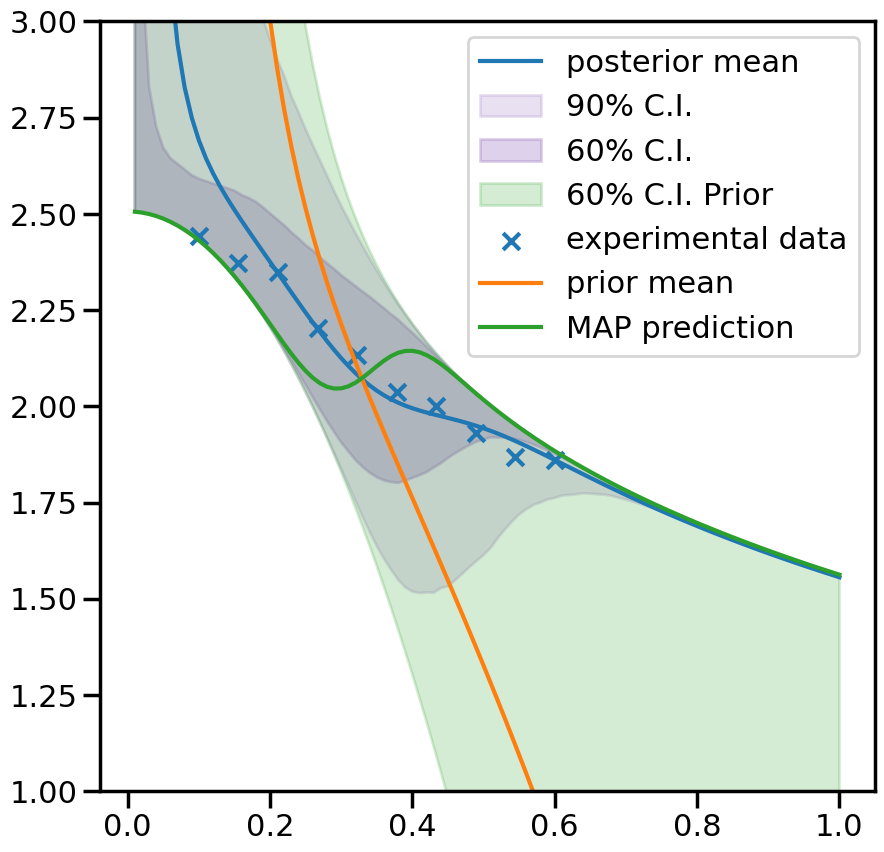 3.00
2.75
2.50
2.25
2.00
1.75
1.50
1.25
1.00
0.0 0.2 0.4 0.6 0.8 1.0
posterior mean
90% C.I.
60% C.I.
60% C.I. Prior
experimental data
prior mean
MAP prediction